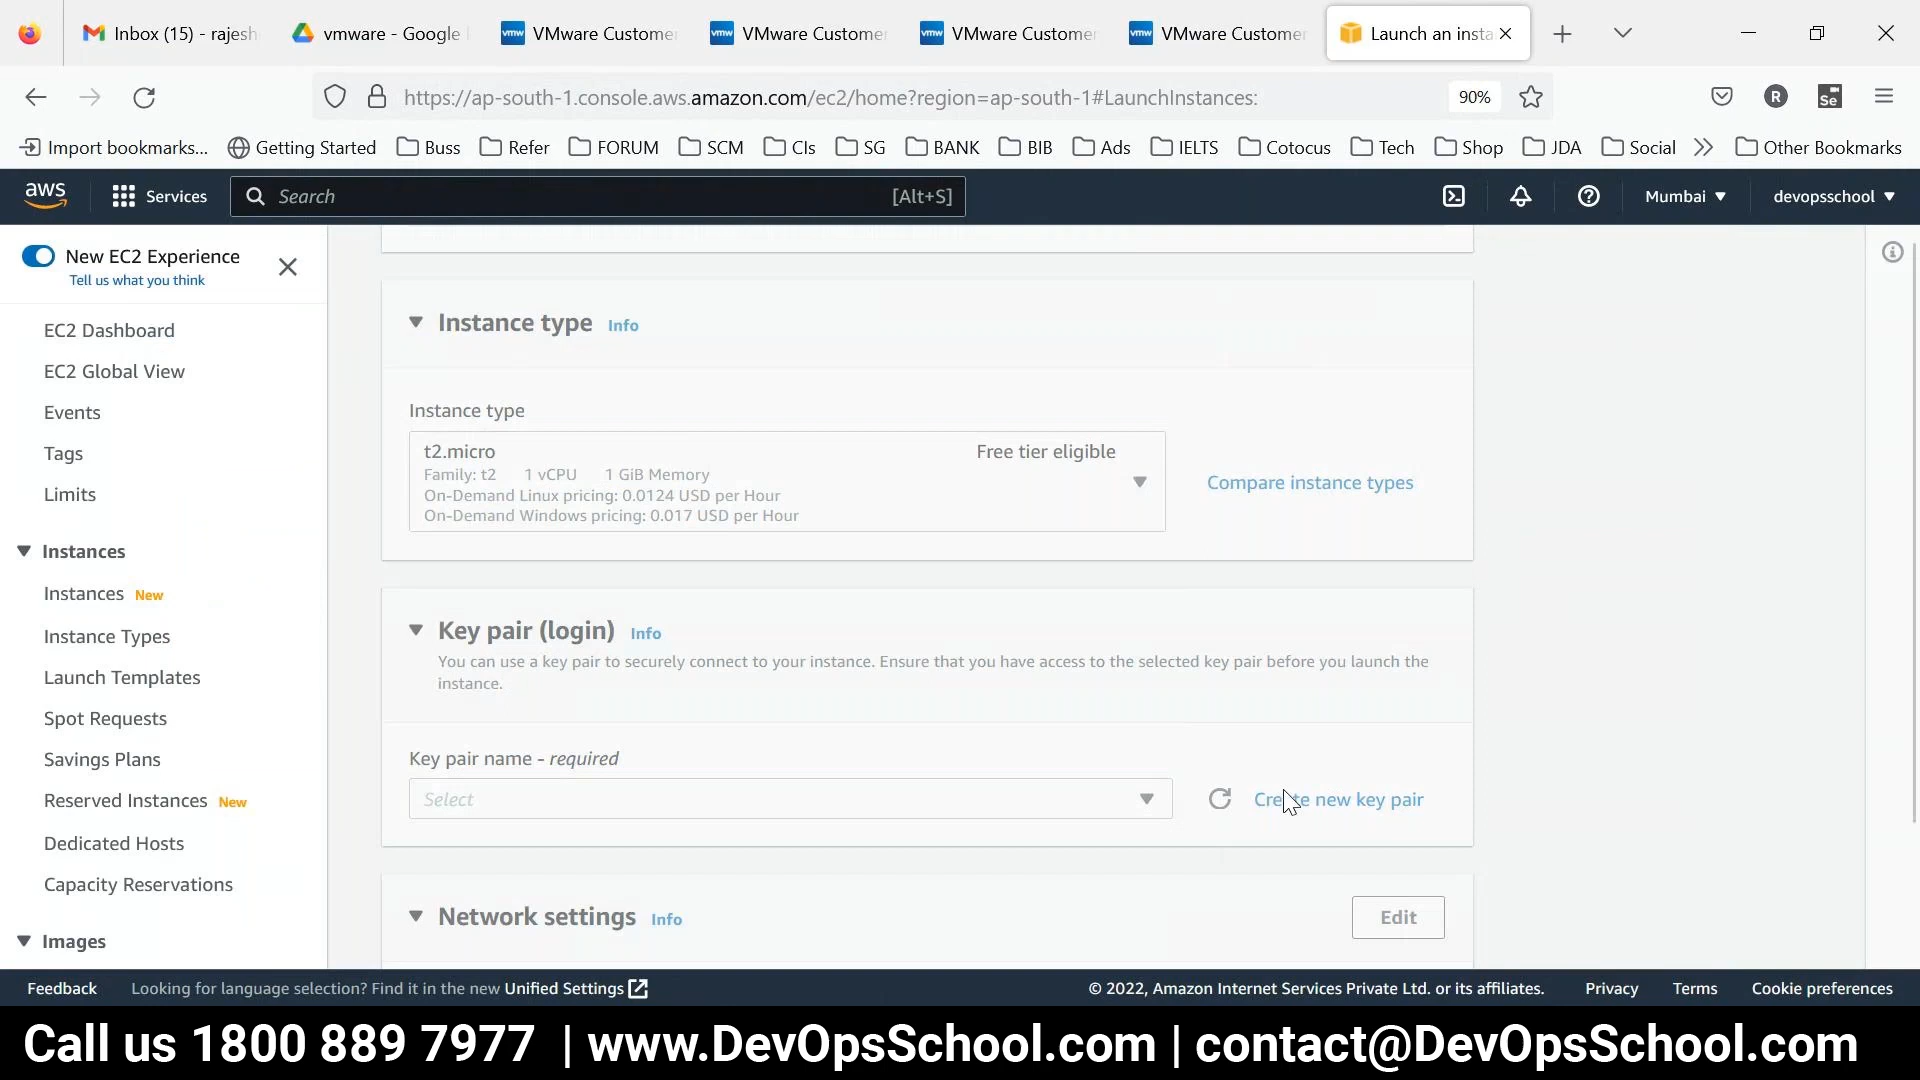 Inbox (15) - rajesh
vmware - Google
vmw VMware Custome
vmw VMware Custome
vmw VMware Custome
vmw VMware Custome
Launch an insta
https://ap-south-1.console.aws.amazon.com/ec2/home?region=ap-south-1#LaunchInstances:
90%
R
Se
Import bookmarks...
Getting Started
Buss
Refer
FORUM
SCM
Cls
SG
BANK
BIB
Ads
IELTS
Cotocus
Tech
Shop
JDA
Social
Other Bookmarks
aws
Services
Search
[Alt+S]
Mumbai
devopsschool
New EC2 Experience
Tell us what you think
EC2 Dashboard
EC2 Global View
Events
Tags
Limits
Instances
Instances New
Instance Types
Launch Templates
Spot Requests
Savings Plans
Reserved Instances New
Dedicated Hosts
Capacity Reservations
Images
Instance type Info
Instance type
t2.micro Free tier eligible
Family: t2 1 vCPU 1 GiB Memory
On-Demand Linux pricing: 0.0124 USD per Hour
On-Demand Windows pricing: 0.017 USD per Hour
Compare instance types
Key pair (login) Info
You can use a key pair to securely connect to your instance. Ensure that you have access to the selected key pair before you launch the
instance.
Key pair name - required
Select
Create new key pair
Network settings Info
Edit
Feedback
Looking for language selection? Find it in the new Unified Settings
© 2022, Amazon Internet Services Private Ltd. or its affiliates.
Privacy
Terms
Cookie preferences
Call us 1800 889 7977 | www.DevOpsSchool.com | contact@DevOpsSchool.com